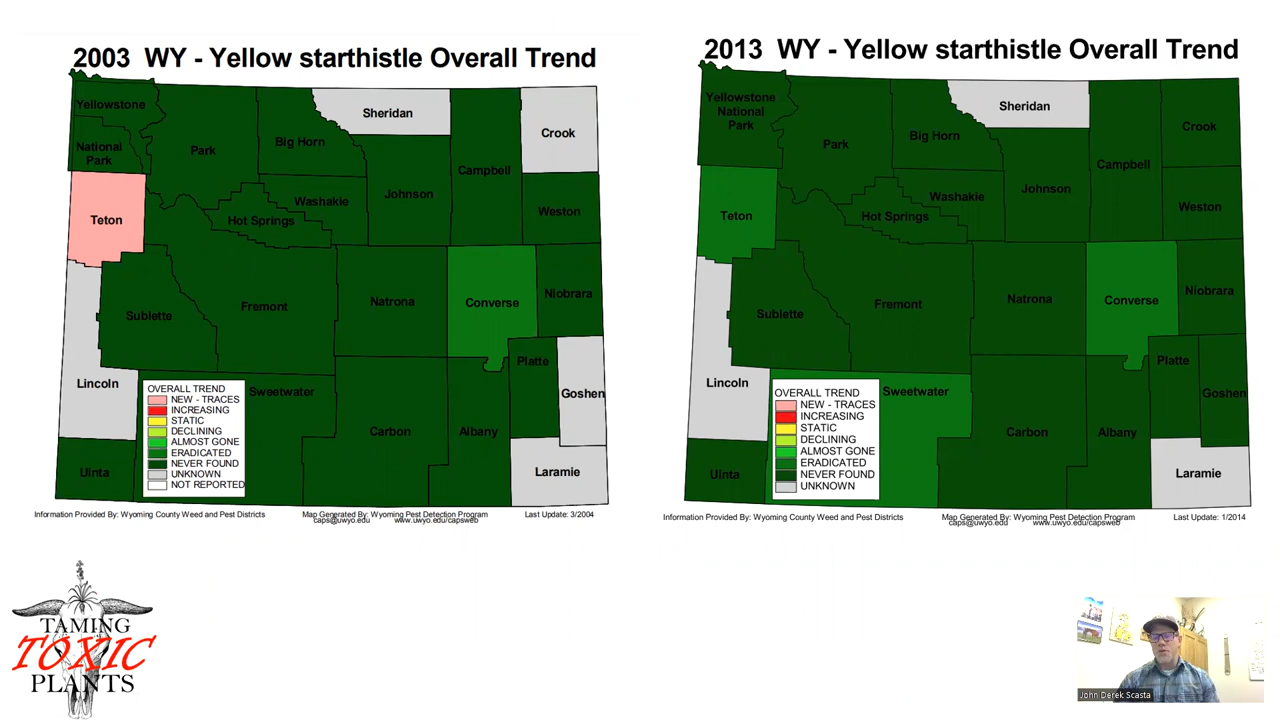 2003 WY - Yellow starthistle Overall Trend
Yellowstone
National
Park
Park
Big Horn
Sheridan
Campbell
Crook
Teton
Hot Springs
Washakie
Johnson
Weston
Sublette
Fremont
Natrona
Converse
Niobrara
Lincoln
Sweetwater
Platte
Goshen
Uinta
Carbon
Albany
Laramie
OVERALL TREND
NEW - TRACES
INCREASING
STATIC
DECLINING
ALMOST GONE
ERADICATED
NEVER FOUND
UNKNOWN
NOT REPORTED
Information Provided By: Wyoming County Weed and Pest Districts
Map Generated By: Wyoming Pest Detection Program
Last Update: 3/2004
caps@uwyo.edu
www.uwyo.edu/capsweb
2013 WY - Yellow starthistle Overall Trend
Yellowstone
National
Park
Park
Big Horn
Sheridan
Campbell
Crook
Teton
Hot Springs
Washakie
Johnson
Weston
Sublette
Fremont
Natrona
Converse
Niobrara
Lincoln
Sweetwater
Platte
Goshen
Uinta
Carbon
Albany
Laramie
OVERALL TREND
NEW - TRACES
INCREASING
STATIC
DECLINING
ALMOST GONE
ERADICATED
NEVER FOUND
UNKNOWN
Information Provided By: Wyoming County Weed and Pest Districts
Map Generated By: Wyoming Pest Detection Program
Last Update: 1/2014
caps@uwyo.edu
www.uwyo.edu/capsweb
TAMING
TOXIC
PLANTS
John Derek Scasta